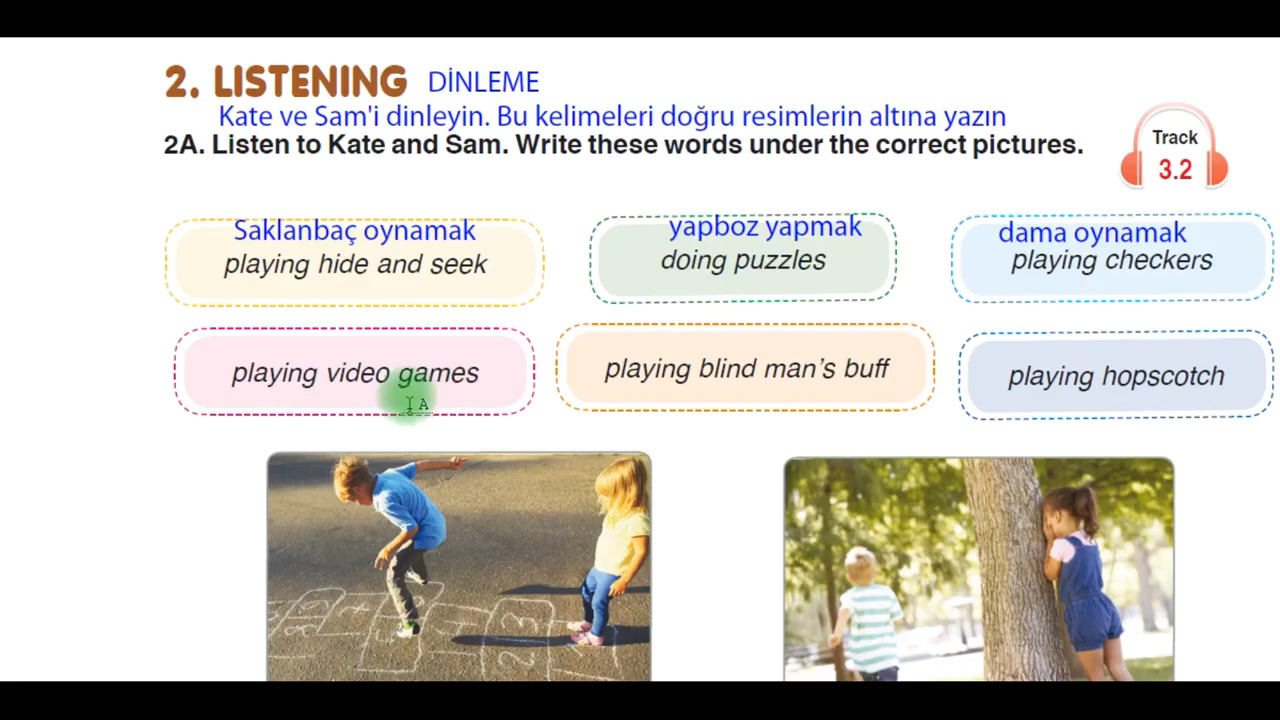 2. LISTENING DİNLEME
Kate ve Sam'i dinleyin. Bu kelimeleri doğru resimlerin altına yazın
2A. Listen to Kate and Sam. Write these words under the correct pictures.
Track
3.2
Saklanbaç oynamak
playing hide and seek
yapboz yapmak
doing puzzles
dama oynamak
playing checkers
playing video games
playing blind man's buff
playing hopscotch
A